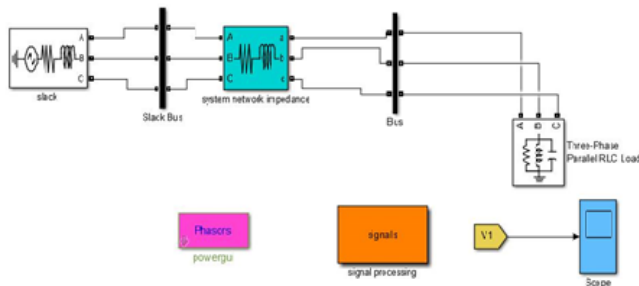 A
B
C
slack
Slack Bus
A
B
C
a
b
c
system network impedance
Bus
A B C
Three-Phase
Parallel RLC Load
Phasors
powergui
signals
signal processing
V1
Scope